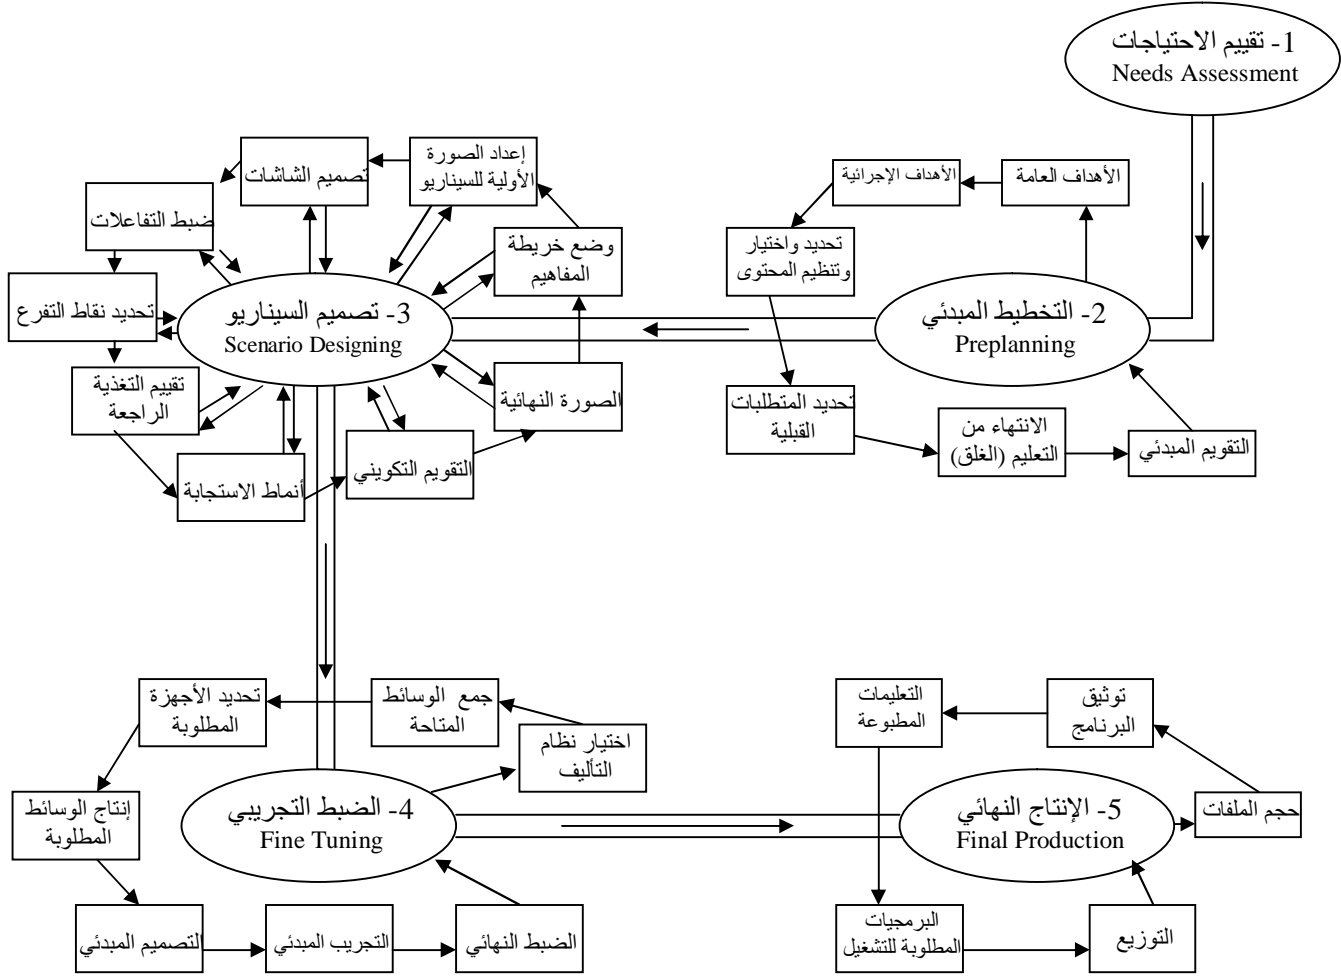 1- تقييم الاحتياجات
Needs Assessment
2- التخطيط المبدئي
Preplanning
الأهداف العامة
الأهداف الإجرائية
تحديد واختيار
وتنظيم المحتوى
تحديد المتطلبات
القبلية
الانتهاء من
التعليم (الغلق)
التقويم المبدئي
3- تصميم السيناريو
Scenario Designing
وضع خريطة
المفاهيم
إعداد الصورة
الأولية للسيناريو
تصميم الشاشات
ضبط التفاعلات
تحديد نقاط التفرع
تقييم التغذية
الراجعة
أنماط الاستجابة
التقويم التكويني
الصورة النهائية
4- الضبط التجريبي
Fine Tuning
اختيار نظام
التأليف
جمع الوسائط
المتاحة
تحديد الأجهزة
المطلوبة
إنتاج الوسائط
المطلوبة
التصميم المبدئي
التجريب المبدئي
الضبط النهائي
5- الإنتاج النهائي
Final Production
حجم الملفات
توثيق
البرنامج
التعليمات
المطبوعة
البرمجيات
المطلوبة للتشغيل
التوزيع